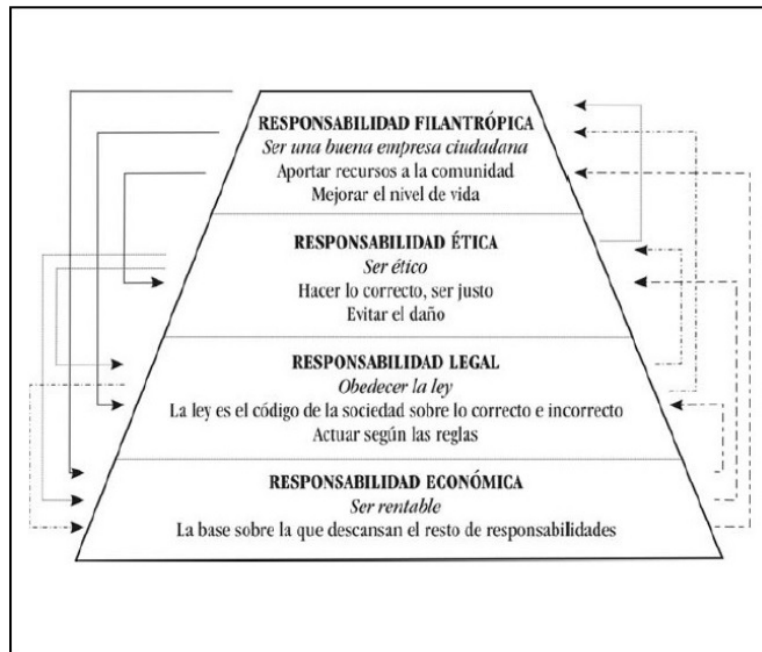 RESPONSABILIDAD FILANTRÓPICA
Ser una buena empresa ciudadana
Aportar recursos a la comunidad
Mejorar el nivel de vida
RESPONSABILIDAD ÉTICA
Ser ético
Hacer lo correcto, ser justo
Evitar el daño
RESPONSABILIDAD LEGAL
Obedecer la ley
La ley es el código de la sociedad sobre lo correcto e incorrecto
Actuar según las reglas
RESPONSABILIDAD ECONÓMICA
Ser rentable
La base sobre la que descansan el resto de responsabilidades